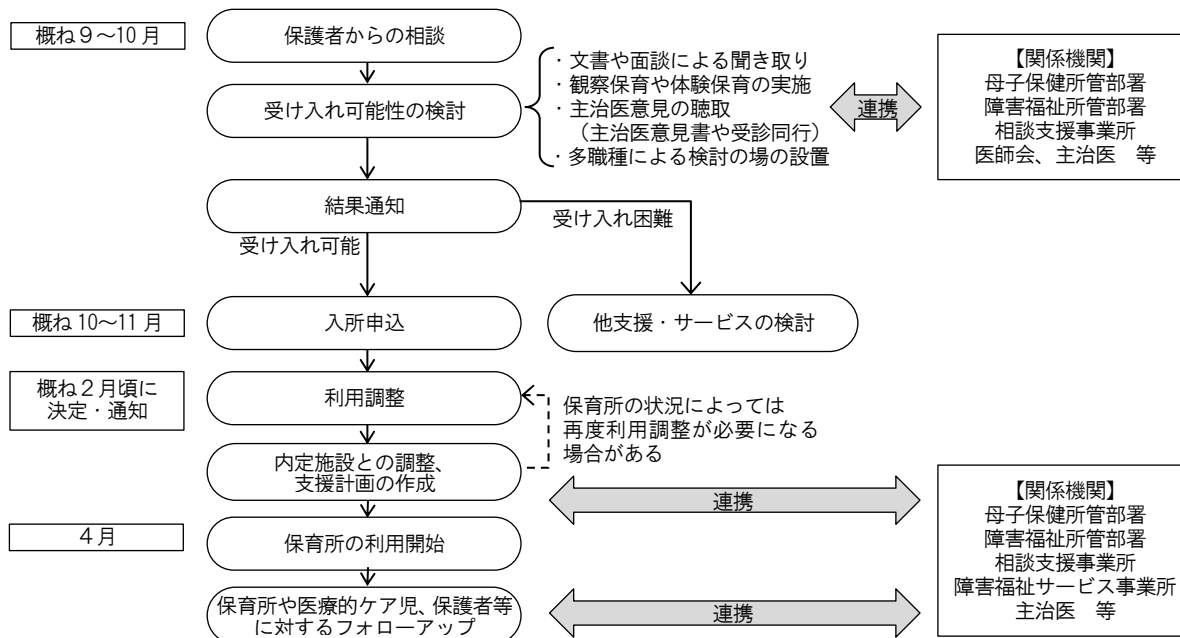 概ね9～10月
保護者からの相談
受け入れ可能性の検討
・文書や面談による聞き取り
・観察保育や体験保育の実施
・主治医意見の聴取
（主治医意見書や受診同行）
・多職種による検討の場の設置
連携
【関係機関】
母子保健所管部署
障害福祉所管部署
相談支援事業所
医師会、主治医　等
結果通知
受け入れ可能
受け入れ困難
概ね10～11月
入所申込
他支援・サービスの検討
概ね2月頃に
決定・通知
利用調整
保育所の状況によっては
再度利用調整が必要になる
場合がある
内定施設との調整、
支援計画の作成
連携
4月
保育所の利用開始
保育所や医療的ケア児、保護者等
に対するフォローアップ
連携
【関係機関】
母子保健所管部署
障害福祉所管部署
相談支援事業所
障害福祉サービス事業所
主治医　等